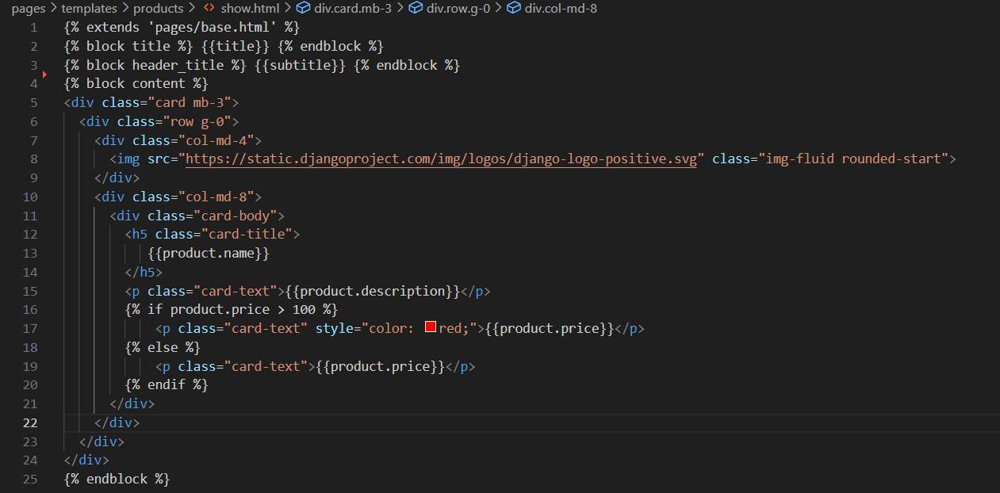 pages > templates > products > <> show.html > div.card.mb-3 > div.row.g-0 > div.col-md-8
1 {% extends 'pages/base.html' %}
2 {% block title %} {{title}} {% endblock %}
3 {% block header_title %} {{subtitle}} {% endblock %}
4 {% block content %}
5 <div class="card mb-3">
6   <div class="row g-0">
7     <div class="col-md-4">
8       <img src="https://static.djangoproject.com/img/logos/django-logo-positive.svg" class="img-fluid rounded-start">
9     </div>
10     <div class="col-md-8">
11       <div class="card-body">
12         <h5 class="card-title">
13            {{product.name}}
14         </h5>
15         <p class="card-text">{{product.description}}</p>
16         {% if product.price > 100 %}
17             <p class="card-text" style="color: red;">{{product.price}}</p>
18         {% else %}
19             <p class="card-text">{{product.price}}</p>
20         {% endif %}
21       </div>
22     </div>
23   </div>
24 </div>
25 {% endblock %}